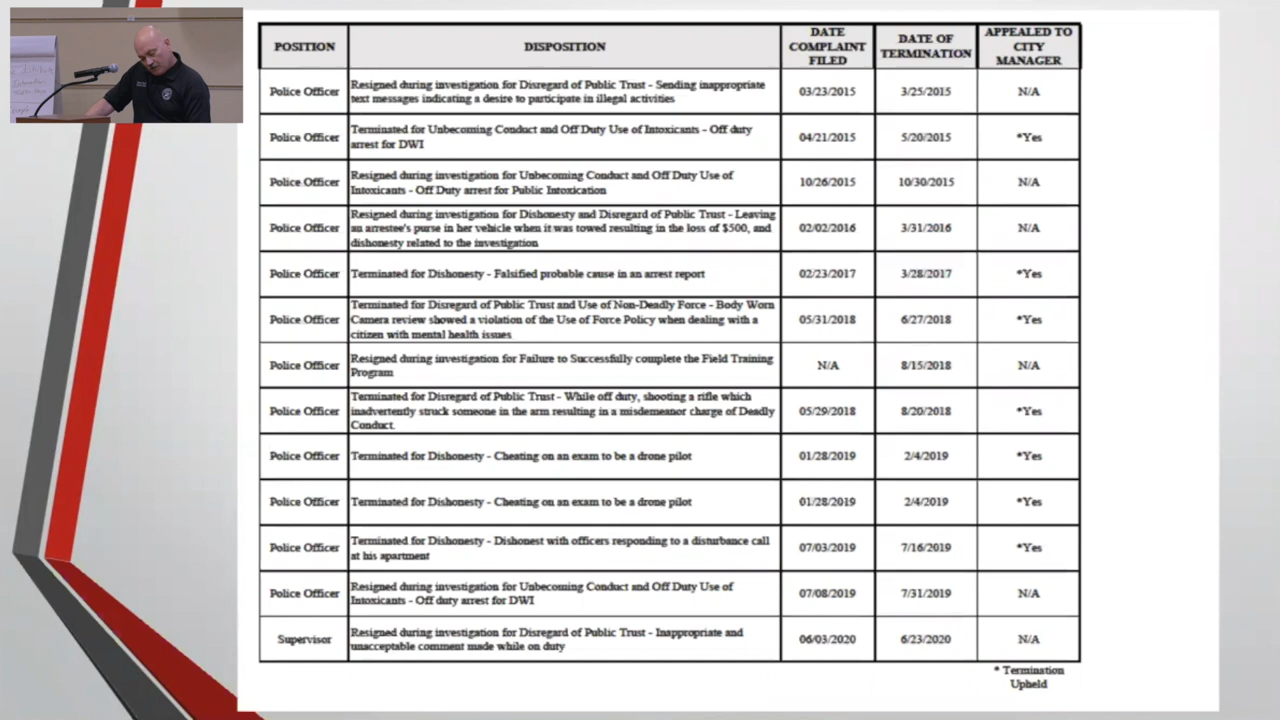 POSITION
DISPOSITION
DATE
COMPLAINT
FILED
DATE OF
TERMINATION
APPEALED TO
CITY
MANAGER
Police Officer
Resigned during investigation for Disregard of Public Trust - Sending inappropriate
text messages indicating a desire to participate in illegal activities
03/23/2015
3/25/2015
N/A
Police Officer
Terminated for Unbecoming Conduct and Off Duty Use of Intoxicants - Off duty
arrest for DWI
04/21/2015
5/20/2015
*Yes
Police Officer
Resigned during investigation for Unbecoming Conduct and Off Duty Use of
Intoxicants - Off Duty arrest for Public Intoxication
10/26/2015
10/30/2015
N/A
Police Officer
Resigned during investigation for Dishonesty and Disregard of Public Trust - Leaving
an arrestee's purse in her vehicle when it was towed resulting in the loss of $500, and
dishonesty related to the investigation
02/02/2016
3/31/2016
N/A
Police Officer
Terminated for Dishonesty - Falsified probable cause in an arrest report
02/23/2017
3/28/2017
*Yes
Police Officer
Terminated for Disregard of Public Trust and Use of Non-Deadly Force - Body Worn
Camera review showed a violation of the Use of Force Policy when dealing with a
citizen with mental health issues
05/31/2018
6/27/2018
*Yes
Police Officer
Resigned during investigation for Failure to Successfully complete the Field Training
Program
N/A
8/15/2018
N/A
Police Officer
Terminated for Disregard of Public Trust - While off duty, shooting a rifle which
inadvertently struck someone in the arm resulting in a misdemeanor charge of Deadly
Conduct.
05/29/2018
8/20/2018
*Yes
Police Officer
Terminated for Dishonesty - Cheating on an exam to be a drone pilot
01/28/2019
2/4/2019
*Yes
Police Officer
Terminated for Dishonesty - Cheating on an exam to be a drone pilot
01/28/2019
2/4/2019
*Yes
Police Officer
Terminated for Dishonesty - Dishonest with officers responding to a disturbance call
at his apartment
07/03/2019
7/16/2019
*Yes
Police Officer
Resigned during investigation for Unbecoming Conduct and Off Duty Use of
Intoxicants - Off duty arrest for DWI
07/08/2019
7/31/2019
N/A
Supervisor
Resigned during investigation for Disregard of Public Trust - Inappropriate and
unacceptable comment made while on duty
06/03/2020
6/23/2020
N/A
* Termination
Upheld